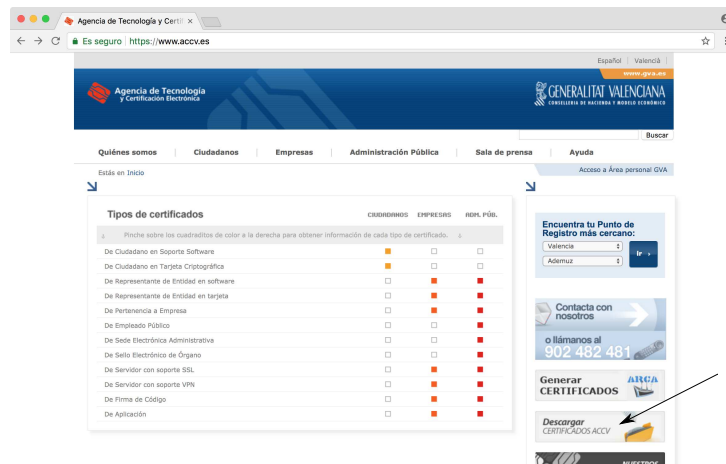 Agencia de Tecnología y Certifi
Es seguro https://www.accv.es
Español Valencià
www.gva.es
Agencia de Tecnología
y Certificación Electrónica
GENERALITAT VALENCIANA
CONSELLERIA DE HACIENDA Y MODELO ECONÓMICO
Buscar
Quiénes somos Ciudadanos Empresas Administración Pública Sala de prensa Ayuda
Estás en Inicio
Acceso a Área personal GVA
Tipos de certificados CIUDADANOS EMPRESAS ADM. PÚB.
Pinche sobre los cuadraditos de color a la derecha para obtener información de cada tipo de certificado.
De Ciudadano en Soporte Software
De Ciudadano en Tarjeta Criptográfica
De Representante de Entidad en software
De Representante de Entidad en tarjeta
De Pertenencia a Empresa
De Empleado Público
De Sede Electrónica Administrativa
De Sello Electrónico de Órgano
De Servidor con soporte SSL
De Servidor con soporte VPN
De Firma de Código
De Aplicación
Encuentra tu Punto de
Registro más cercano:
Valencia
Ademuz
Ir
Contacta con
nosotros
o llámanos al
902 482 481
Generar
CERTIFICADOS
ARCA
Descargar
CERTIFICADOS ACCV
NUESTROS